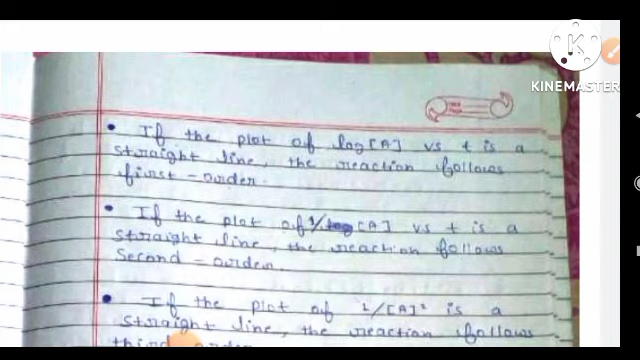 KINEMASTER
• If the plot of log[A] vs t is a
straight line, the reaction follows
first - order.
• If the plot of 1/[A] vs t is a
straight line, the reaction follows
Second - order.
• If the plot of 1/[A]² is a
straight line, the reaction follows
third order